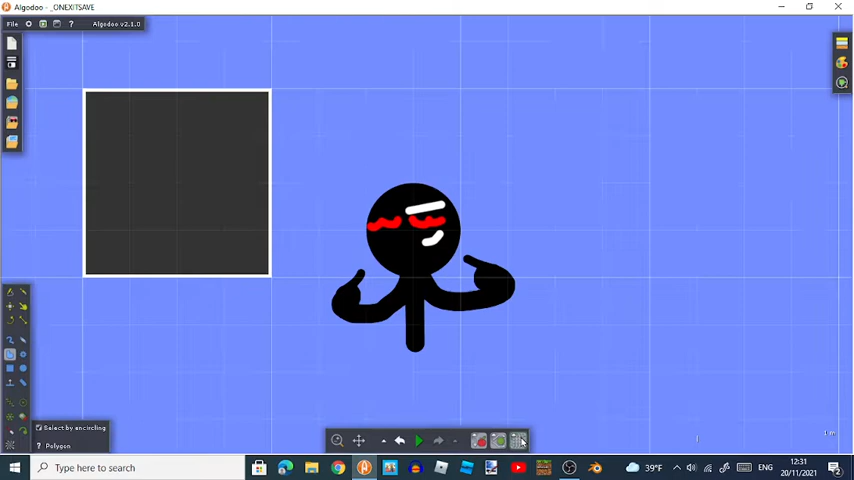 Algodoo - _ONEXITSAVE
File ? Algodoo v2.1.0
Select by encircling
Polygon
1 m
Type here to search
39°F
ENG
12:31
20/11/2021
2